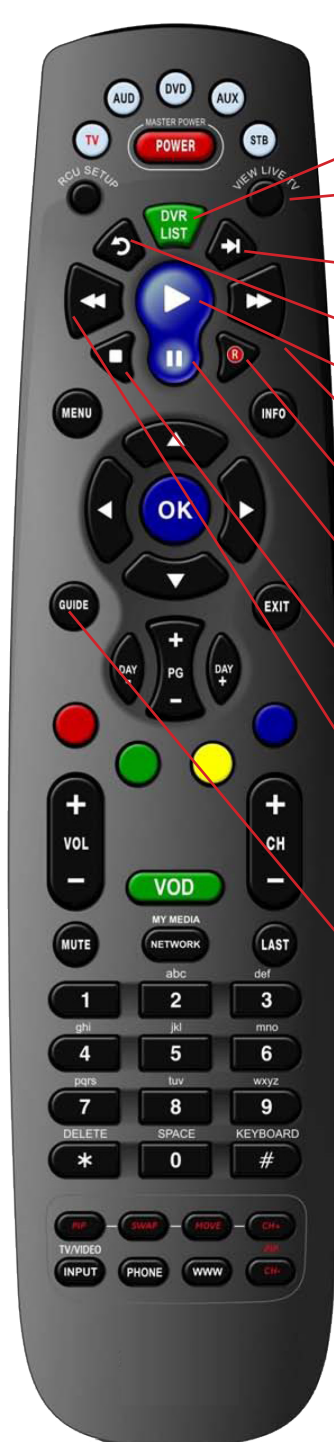 DVD
AUD AUX
MASTER POWER
TV POWER STB
RCU SETUP VIEW LIVE TV
DVR
LIST
R
MENU INFO
OK
GUIDE EXIT
+
DAY
- PG DAY
+
-
+ +
VOL CH
- -
VOD
MY MEDIA
MUTE NETWORK LAST
abc def
1 2 3
ghi jkl mno
4 5 6
pqrs tuv wxyz
7 8 9
DELETE SPACE KEYBOARD
* 0 #
PIP SWAP MOVE CH+
TV/VIDEO PIP
INPUT PHONE WWW CH-